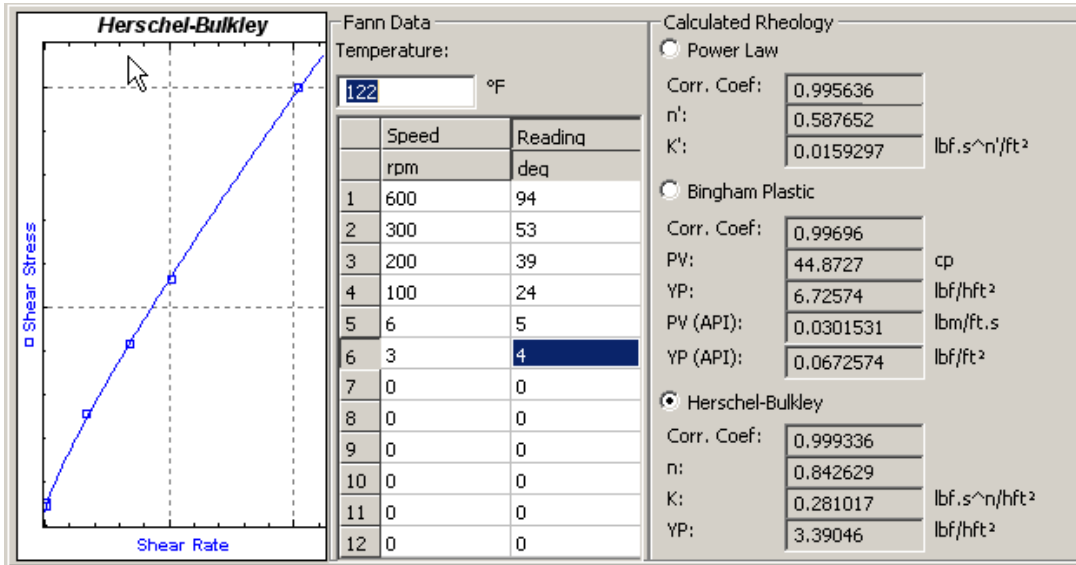 Herschel-Bulkley
Shear Stress
Shear Rate
Fann Data
Temperature:
122 °F
Speed Reading
rpm deg
1 600 94
2 300 53
3 200 39
4 100 24
5 6 5
6 3 4
7 0 0
8 0 0
9 0 0
10 0 0
11 0 0
12 0 0
Calculated Rheology
Power Law
Corr. Coef: 0.995636
n': 0.587652
K': 0.0159297 lbf.s^n'/ft²
Bingham Plastic
Corr. Coef: 0.99696
PV: 44.8727 cp
YP: 6.72574 lbf/hft²
PV (API): 0.0301531 lbm/ft.s
YP (API): 0.0672574 lbf/ft²
Herschel-Bulkley
Corr. Coef: 0.999336
n: 0.842629
K: 0.281017 lbf.s^n/hft²
YP: 3.39046 lbf/hft²